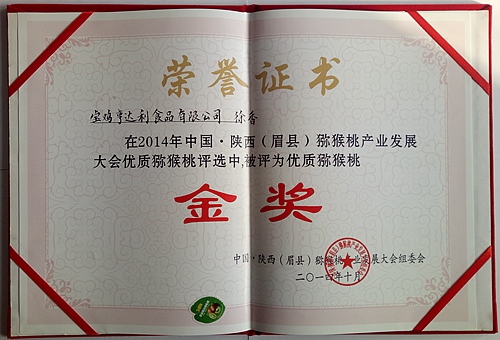 荣誉证书
宝鸡亨达利食品有限公司 徐香
在2014年中国·陕西（眉县）猕猴桃产业发展
大会优质猕猴桃评选中,被评为优质猕猴桃
金奖
中国·陕西（眉县）猕猴桃产业发展大会组委会
二〇一四年十月